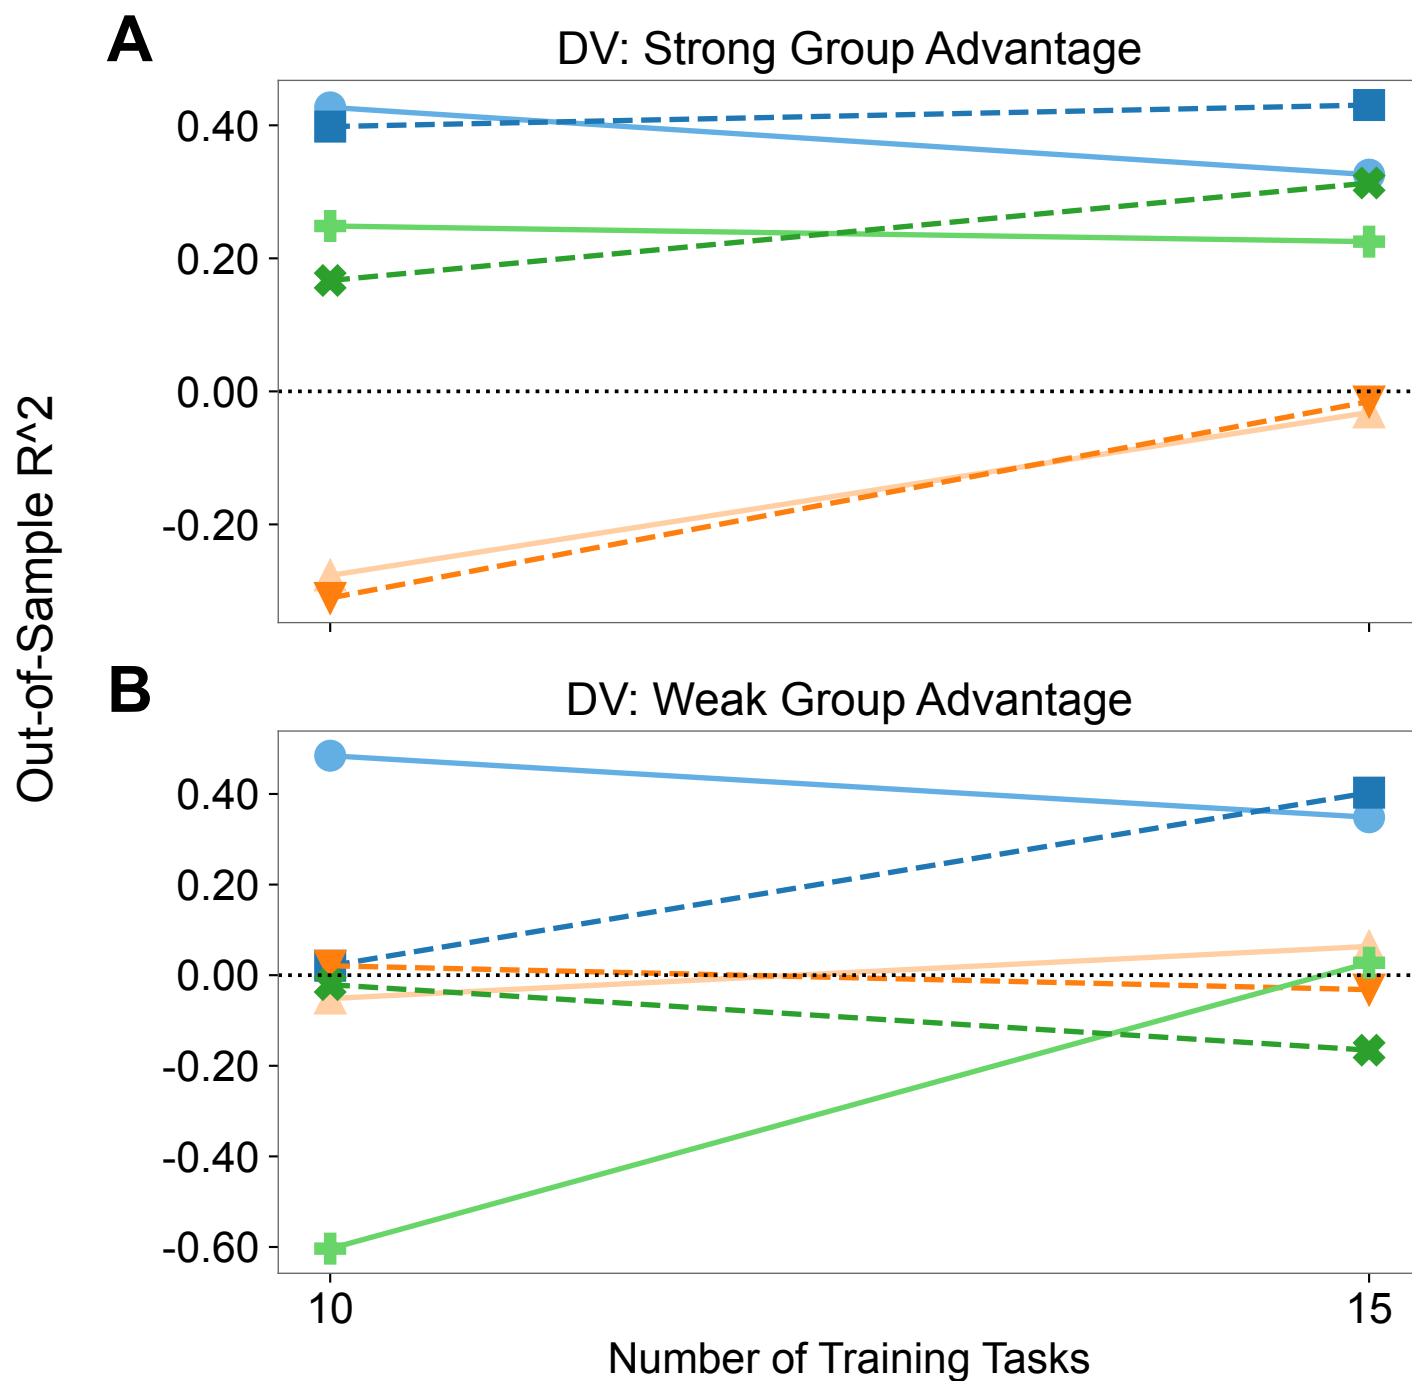 A
DV: Strong Group Advantage
0.40
0.20
0.00
-0.20
Out-of-Sample R^2
B
DV: Weak Group Advantage
0.40
0.20
0.00
-0.20
-0.40
-0.60
10
15
Number of Training Tasks